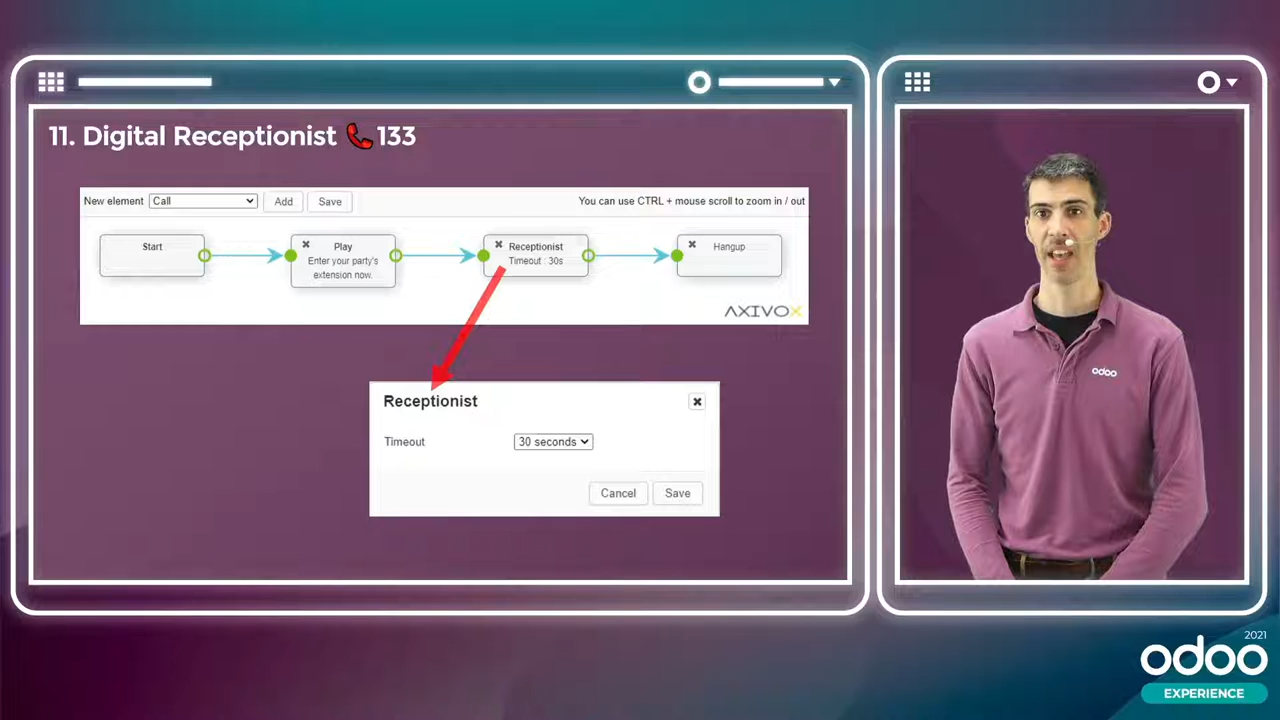 11. Digital Receptionist 📞133
New element Call Add Save You can use CTRL + mouse scroll to zoom in / out
Start
Play
Enter your party's
extension now.
Receptionist
Timeout : 30s
Hangup
AXIVOX
Receptionist
Timeout 30 seconds
Cancel Save
odoo
2021
odoo
EXPERIENCE